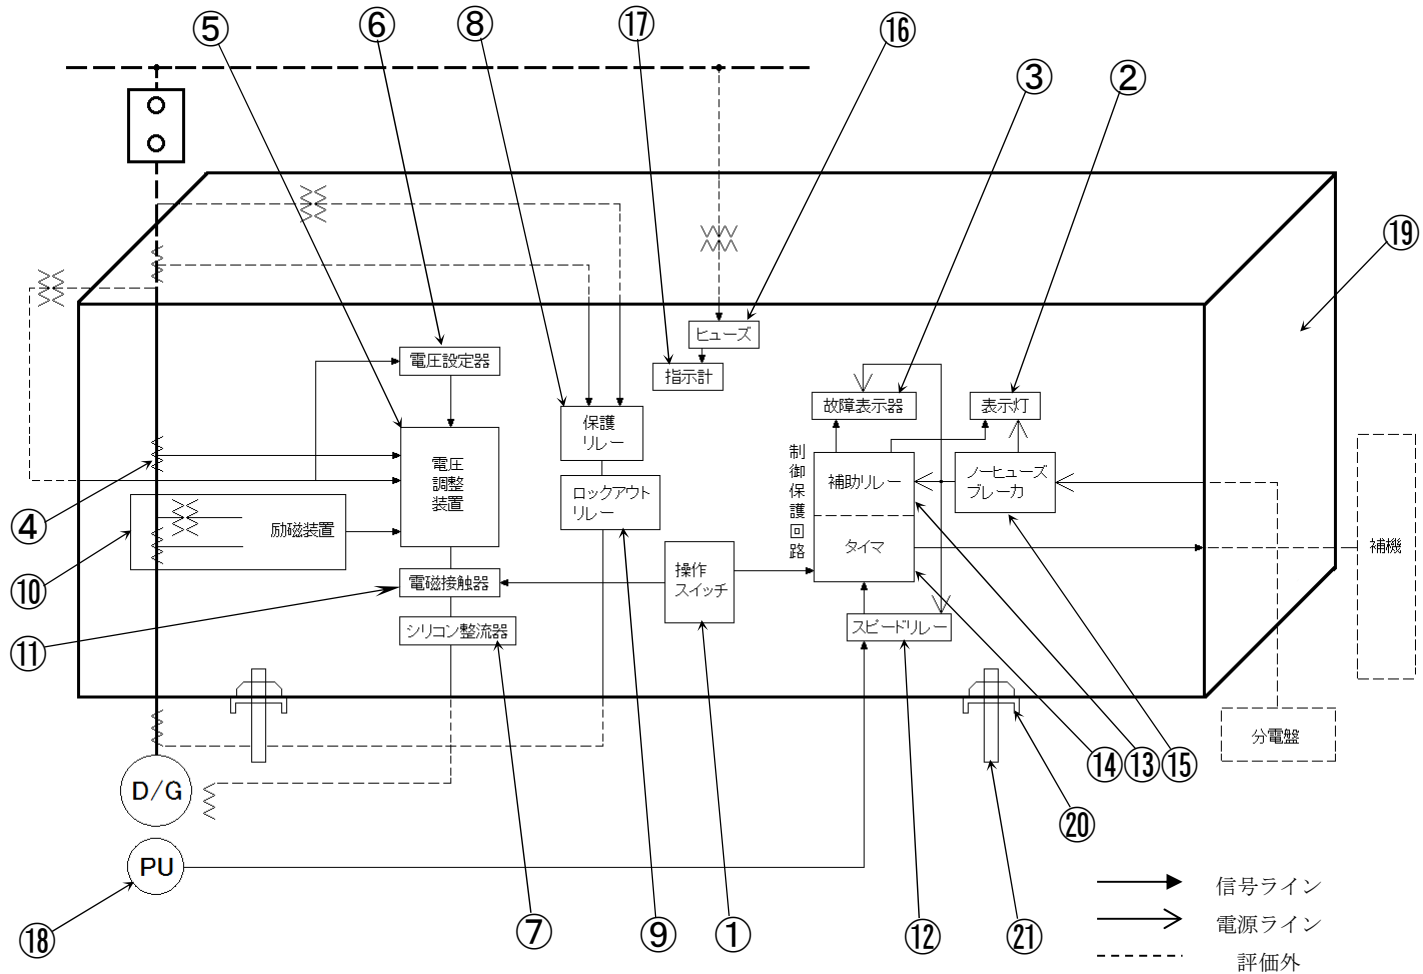 ⑤
⑥
⑧
⑰
⑯
③
②
⑲
ヒューズ
指示計
電圧設定器
故障表示器
表示灯
保護
リレー
電圧
調整
装置
ロックアウト
リレー
制御保護回路
補助リレー
タイマ
ノーヒューズ
ブレーカ
④
励磁装置
補機
⑩
電磁接触器
操作
スイッチ
⑪
シリコン整流器
スピードリレー
分電盤
⑭
⑬
⑮
D/G
⑳
PU
⑱
⑦
⑨
①
⑫
㉑
信号ライン
電源ライン
評価外